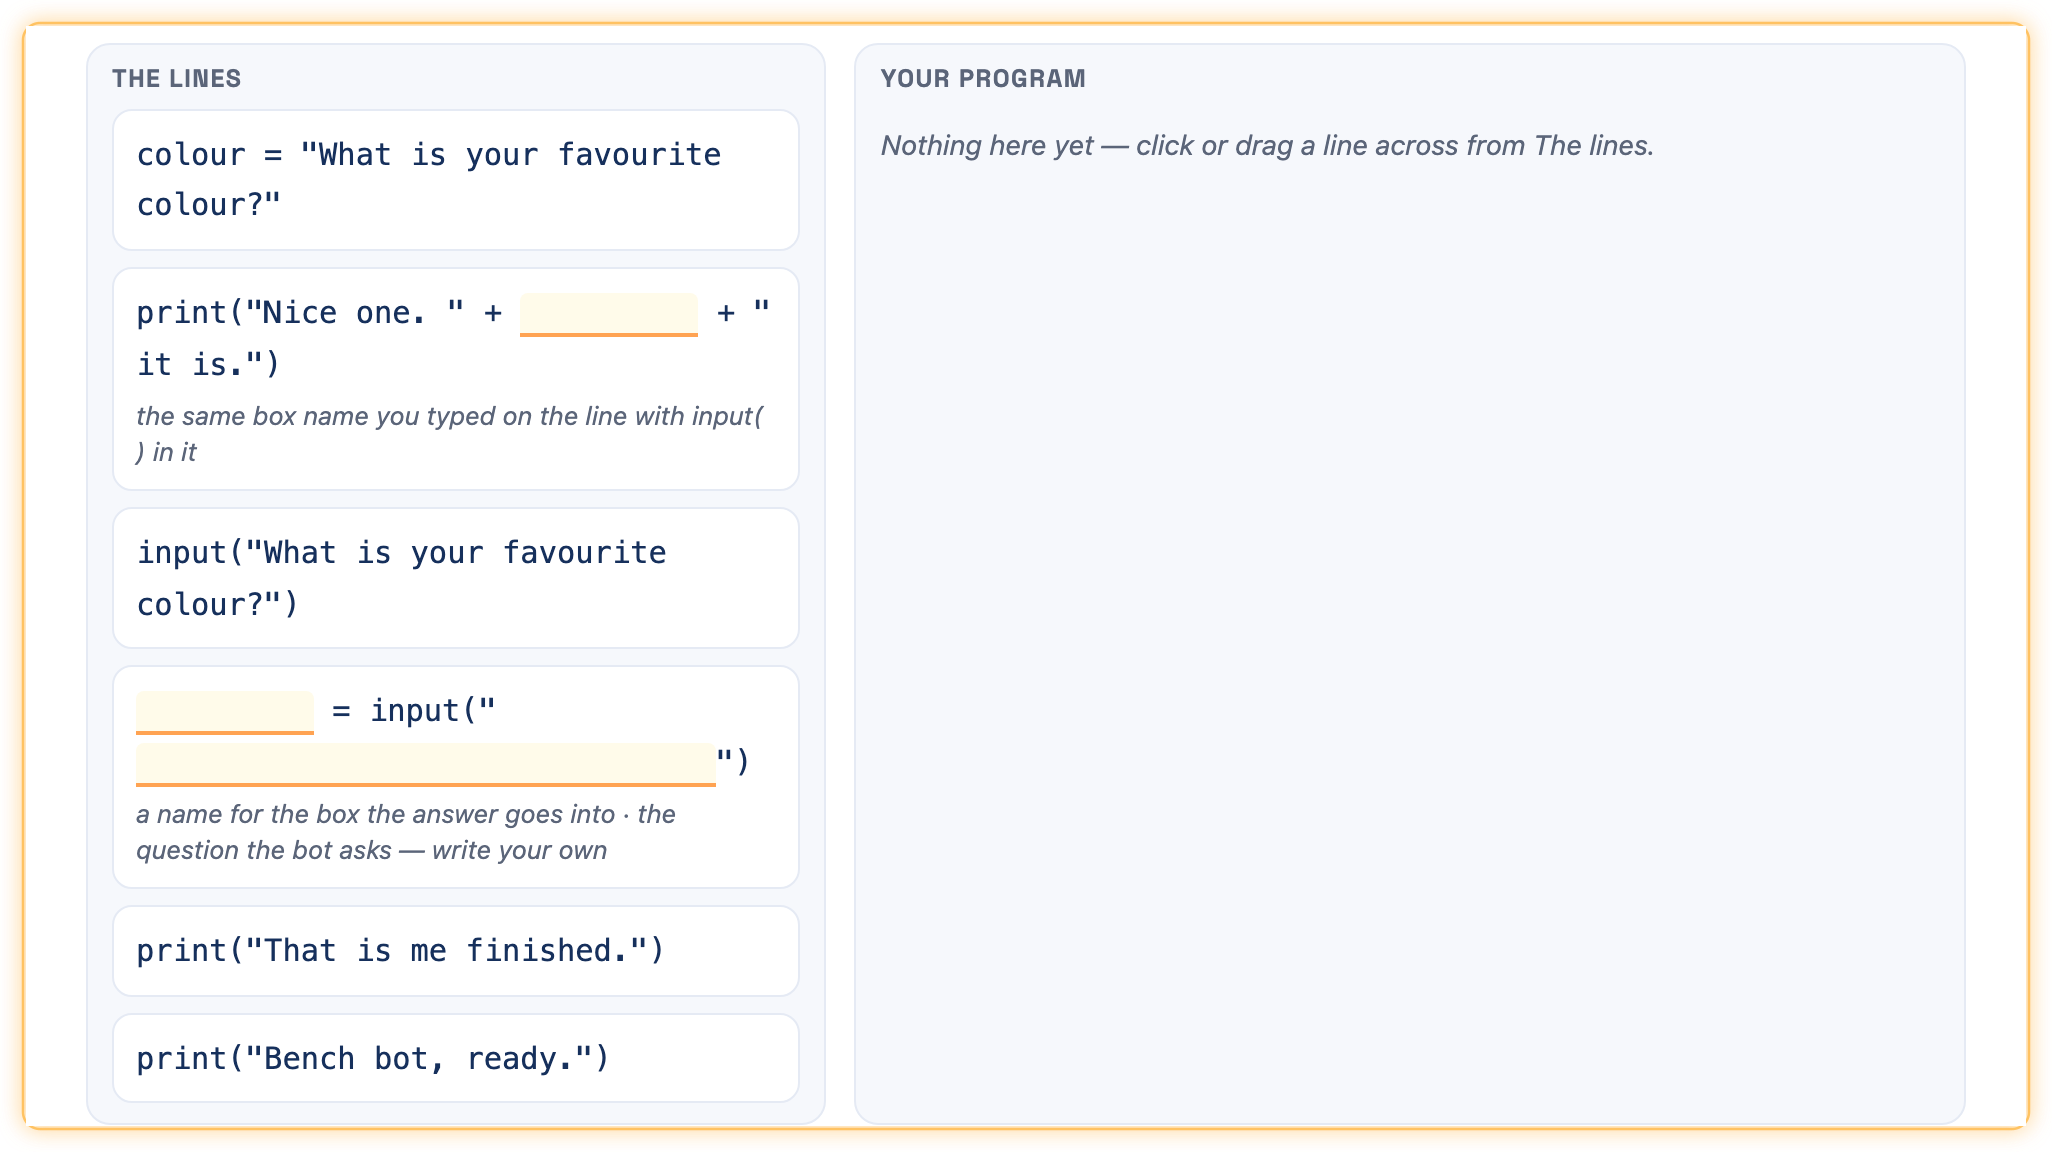 THE LINES
colour = "What is your favourite
colour?"
print("Nice one. " + + "
it is.")
the same box name you typed on the line with input(
) in it
input("What is your favourite
colour?")
= input("
")
a name for the box the answer goes into · the
question the bot asks — write your own
print("That is me finished.")
print("Bench bot, ready.")
YOUR PROGRAM
Nothing here yet — click or drag a line across from The lines.